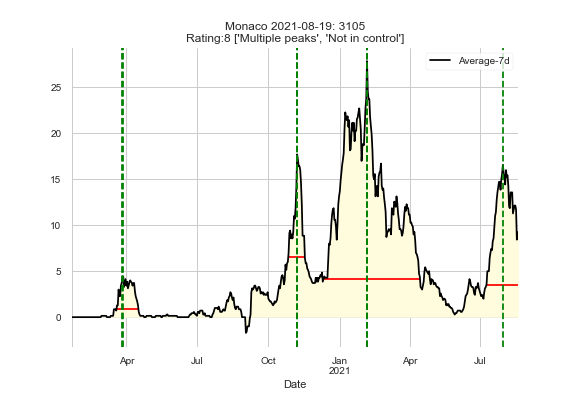 Monaco 2021-08-19: 3105
Rating:8 ['Multiple peaks', 'Not in control']
Average-7d
25
20
15
10
5
0
Apr
Jul
Oct
Jan
2021
Apr
Jul
Date